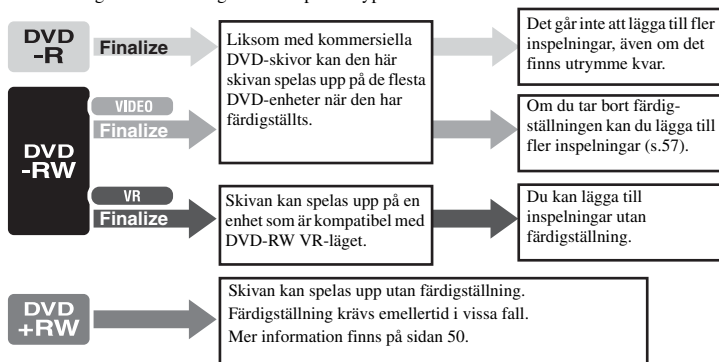 DVD
-R
Finalize
Liksom med kommersiella
DVD-skivor kan den här
skivan spelas upp på de flesta
DVD-enheter när den har
färdigställts.
Det går inte att lägga till fler
inspelningar, även om det
finns utrymme kvar.
DVD
-RW
VIDEO
Finalize
Om du tar bort färdig-
ställningen kan du lägga till
fler inspelningar (s.57).
VR
Finalize
Skivan kan spelas upp på en
enhet som är kompatibel med
DVD-RW VR-läget.
Du kan lägga till
inspelningar utan
färdigställning.
DVD
+RW
Skivan kan spelas upp utan färdigställning.
Färdigställning krävs emellertid i vissa fall.
Mer information finns på sidan 50.